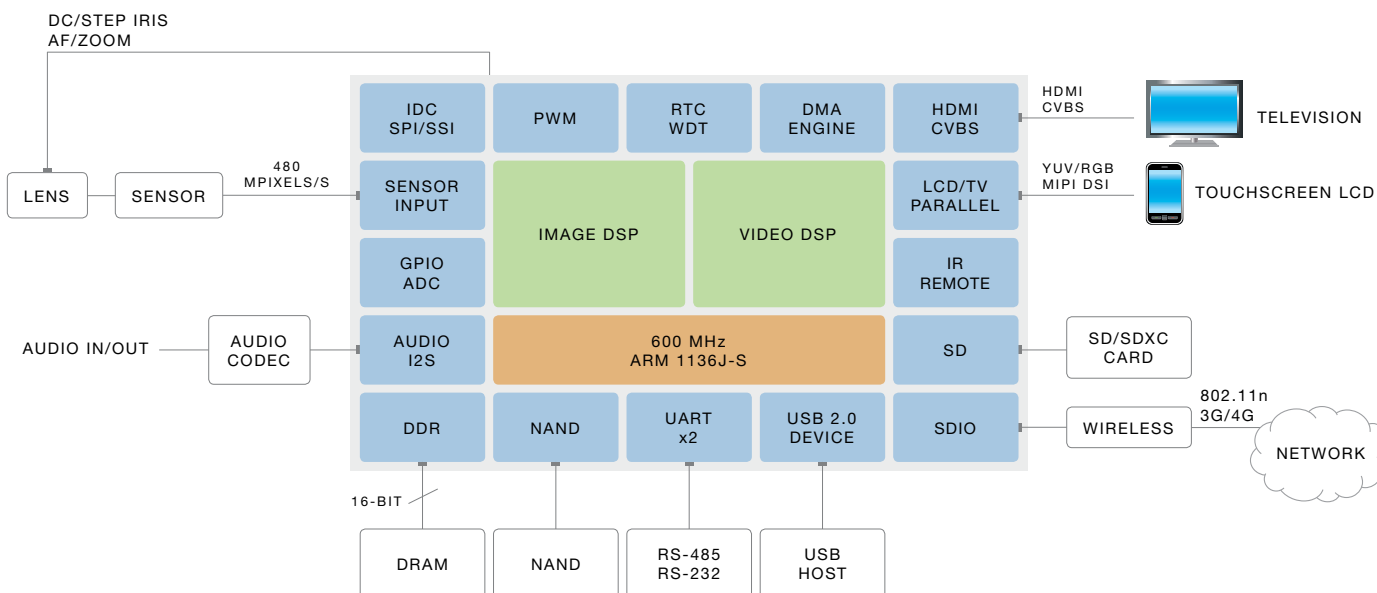 DC/STEP IRIS
AF/ZOOM
IDC
SPI/SSI
PWM
RTC
WDT
DMA
ENGINE
HDMI
CVBS
HDMI
CVBS
TELEVISION
LENS
SENSOR
480
MPIXELS/S
SENSOR
INPUT
IMAGE DSP
VIDEO DSP
LCD/TV
PARALLEL
YUV/RGB
MIPI DSI
TOUCHSCREEN LCD
GPIO
ADC
IR
REMOTE
AUDIO IN/OUT
AUDIO
CODEC
AUDIO
I2S
600 MHz
ARM 1136J-S
SD
SD/SDXC
CARD
DDR
NAND
UART
x2
USB 2.0
DEVICE
SDIO
WIRELESS
802.11n
3G/4G
NETWORK
16-BIT
DRAM
NAND
RS-485
RS-232
USB
HOST